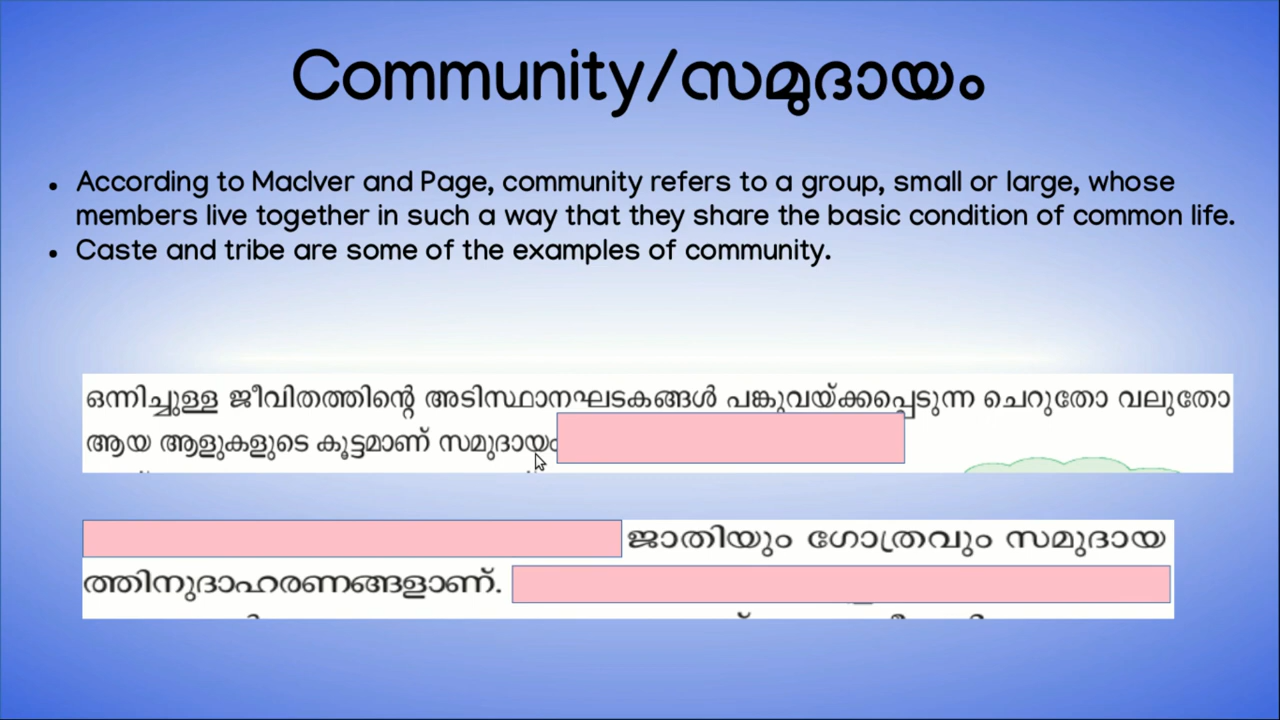 Community/സമുദായം
• According to MacIver and Page, community refers to a group, small or large, whose
members live together in such a way that they share the basic condition of common life.
• Caste and tribe are some of the examples of community.
ഒന്നിച്ചുള്ള ജീവിതത്തിന്റെ അടിസ്ഥാനഘടകങ്ങൾ പങ്കുവയ്ക്കപ്പെടുന്ന ചെറുതോ വലുതോ
ആയ ആളുകളുടെ കൂട്ടമാണ് സമുദായം
ജാതിയും ഗോത്രവും സമുദായ
ത്തിനുദാഹരണങ്ങളാണ്.